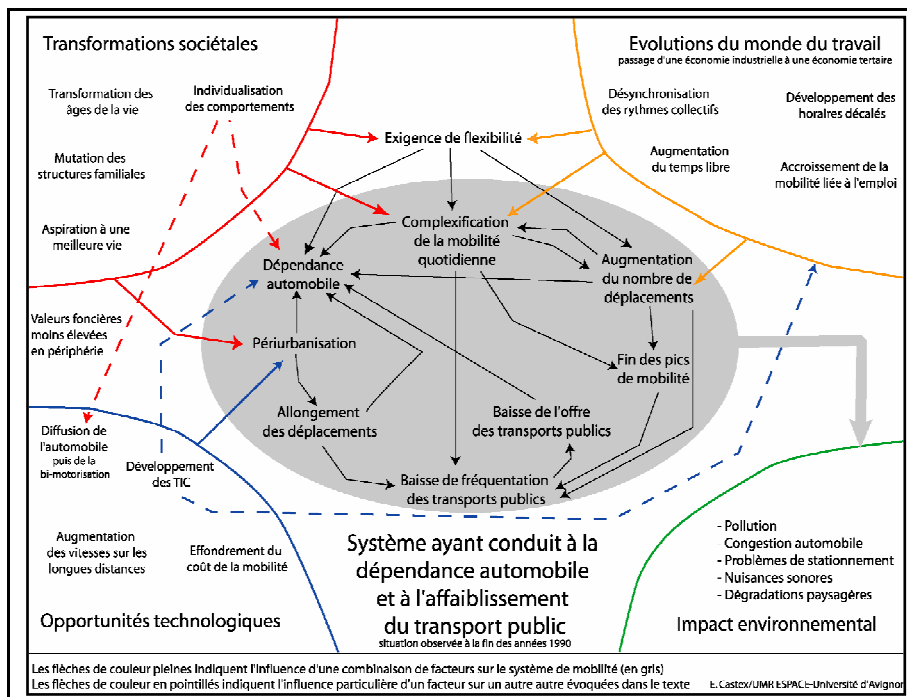 Transformations sociétales
Transformation des
âges de la vie
Individualisation
des comportements
Mutation des
structures familiales
Aspiration à une
meilleure vie
Valeurs foncières
moins élevées
en périphérie
Evolutions du monde du travail
passage d'une économie industrielle à une économie tertaire
Désynchronisation
des rythmes collectifs
Développement des
horaires décalés
Augmentation
du temps libre
Accroissement de la
mobilité liée à l'emploi
Exigence de flexibilité
Complexification
de la mobilité
quotidienne
Dépendance
automobile
Augmentation
du nombre de
déplacements
Périurbanisation
Fin des pics
de mobilité
Allongement
des déplacements
Baisse de l'offre
des transports publics
Baisse de fréquentation
des transports publics
Diffusion de
l'automobile
puis de la
bi-motorisation
Développement
des TIC
Augmentation
des vitesses sur les
longues distances
Effondrement du
coût de la mobilité
Opportunités technologiques
Système ayant conduit à la
dépendance automobile
et à l'affaiblissement
du transport public
situation observée à la fin des années 1990
- Pollution
Congestion automobile
- Problèmes de stationnement
- Nuisances sonores
- Dégradations paysagères
Impact environnemental
Les flèches de couleur pleines indiquent l'influence d'une combinaison de facteurs sur le système de mobilité (en gris)
Les flèches de couleur en pointillés indiquent l'influence particulière d'un facteur sur un autre autre évoquées dans le texte
E. Castex/UMR ESPACE-Université d'Avignon